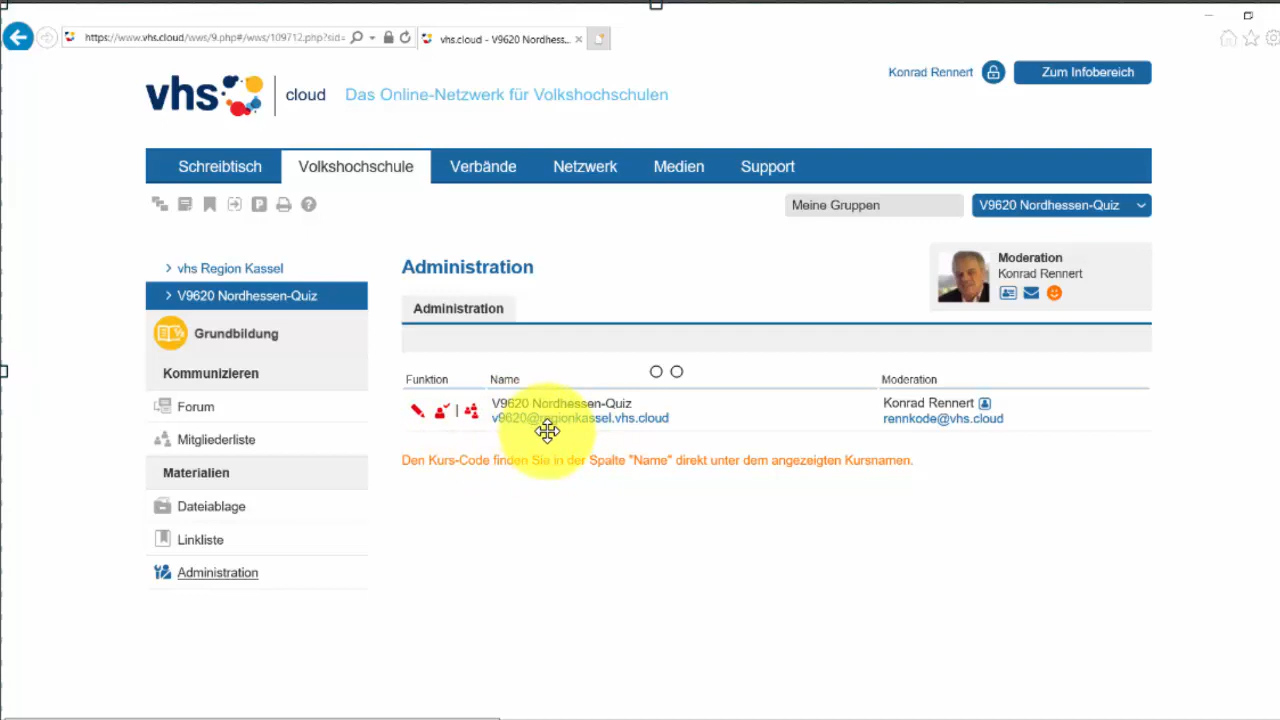 https://www.vhs.cloud/wws/9.php#/wws/109712.php?sid=
vhs.cloud - V9620 Nordhess...
Konrad Rennert
Zum Infobereich
vhs cloud Das Online-Netzwerk für Volkshochschulen
Schreibtisch Volkshochschule Verbände Netzwerk Medien Support
Meine Gruppen V9620 Nordhessen-Quiz
vhs Region Kassel
V9620 Nordhessen-Quiz
Grundbildung
Kommunizieren
Forum
Mitgliederliste
Materialien
Dateiablage
Linkliste
Administration
Administration
Moderation
Konrad Rennert
Administration
Funktion Name Moderation
V9620 Nordhessen-Quiz Konrad Rennert
v9620@regionkassel.vhs.cloud rennkode@vhs.cloud
Den Kurs-Code finden Sie in der Spalte "Name" direkt unter dem angezeigten Kursnamen.